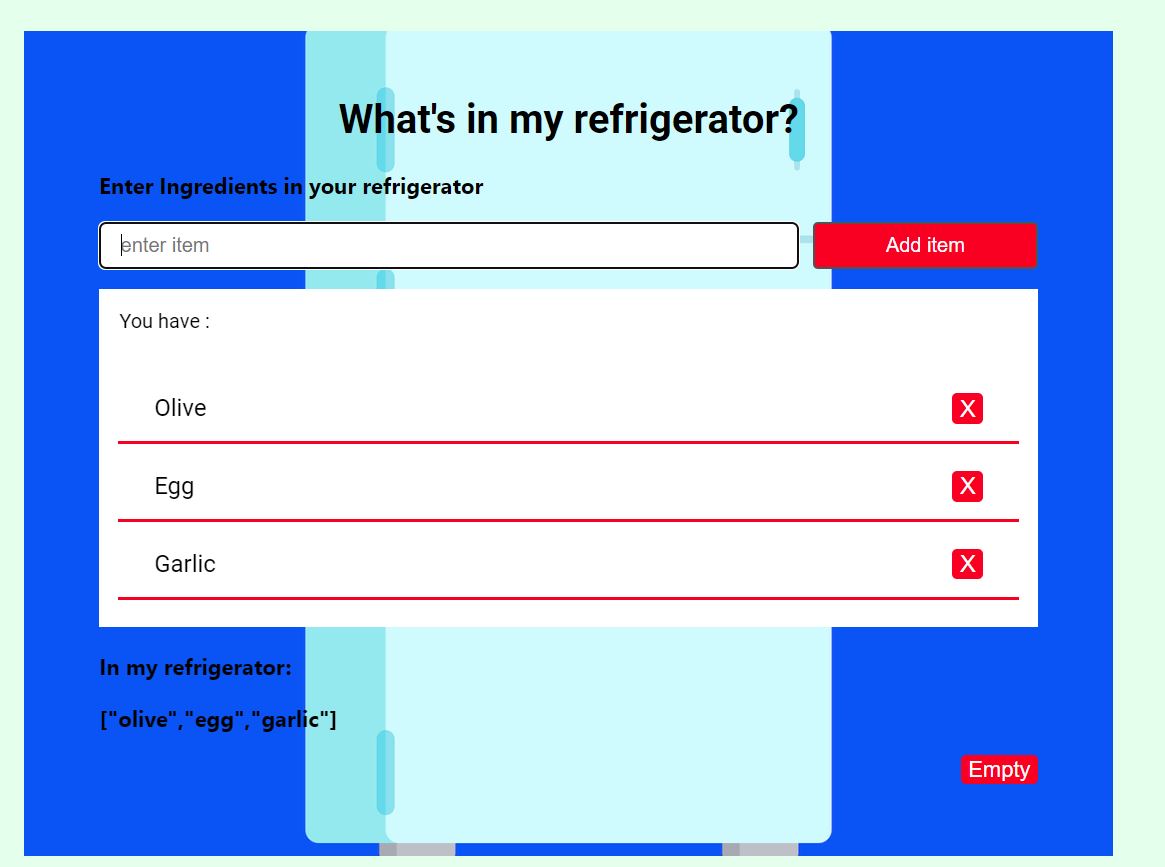 What's in my refrigerator?
Enter Ingredients in your refrigerator
enter item
Add item
You have :
Olive
X
Egg
X
Garlic
X
In my refrigerator:
["olive","egg","garlic"]
Empty